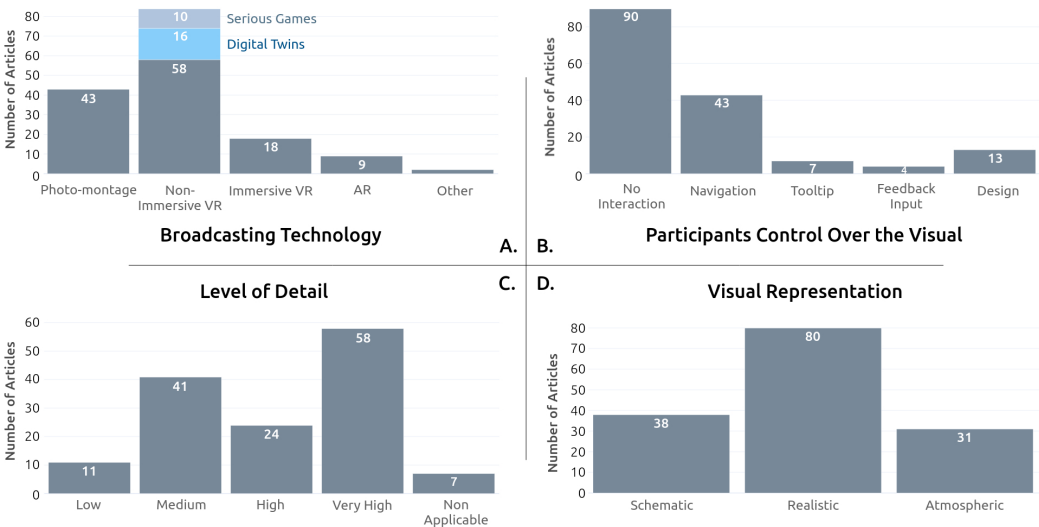 Number of Articles
80
70
60
50
40
30
20
10
0
10
16
58
43
18
9
Serious Games
Digital Twins
Photo-montage
Non-
Immersive VR
Immersive VR
AR
Other
Broadcasting Technology
A.
Number of Articles
80
60
40
20
0
90
43
7
4
13
No
Interaction
Navigation
Tooltip
Feedback
Input
Design
Participants Control Over the Visual
B.
C.
Level of Detail
Number of Articles
60
50
40
30
20
10
0
11
41
24
58
7
Low
Medium
High
Very High
Non
Applicable
D.
Visual Representation
Number of Articles
80
70
60
50
40
30
20
10
0
38
80
31
Schematic
Realistic
Atmospheric